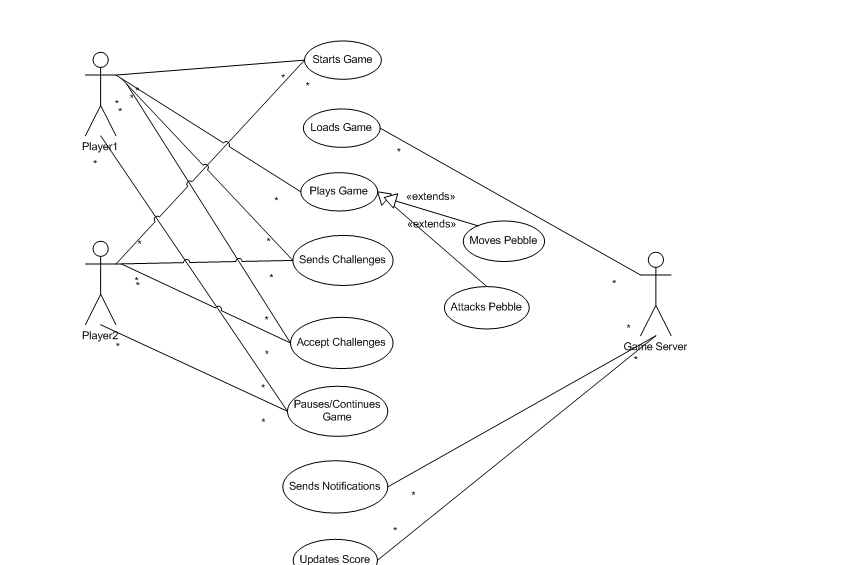 Starts Game
Player1
Loads Game
Plays Game
«extends»
«extends»
Moves Pebble
Player2
Sends Challenges
Attacks Pebble
Game Server
Accept Challenges
Pauses/Continues
Game
Sends Notifications
Updates Score